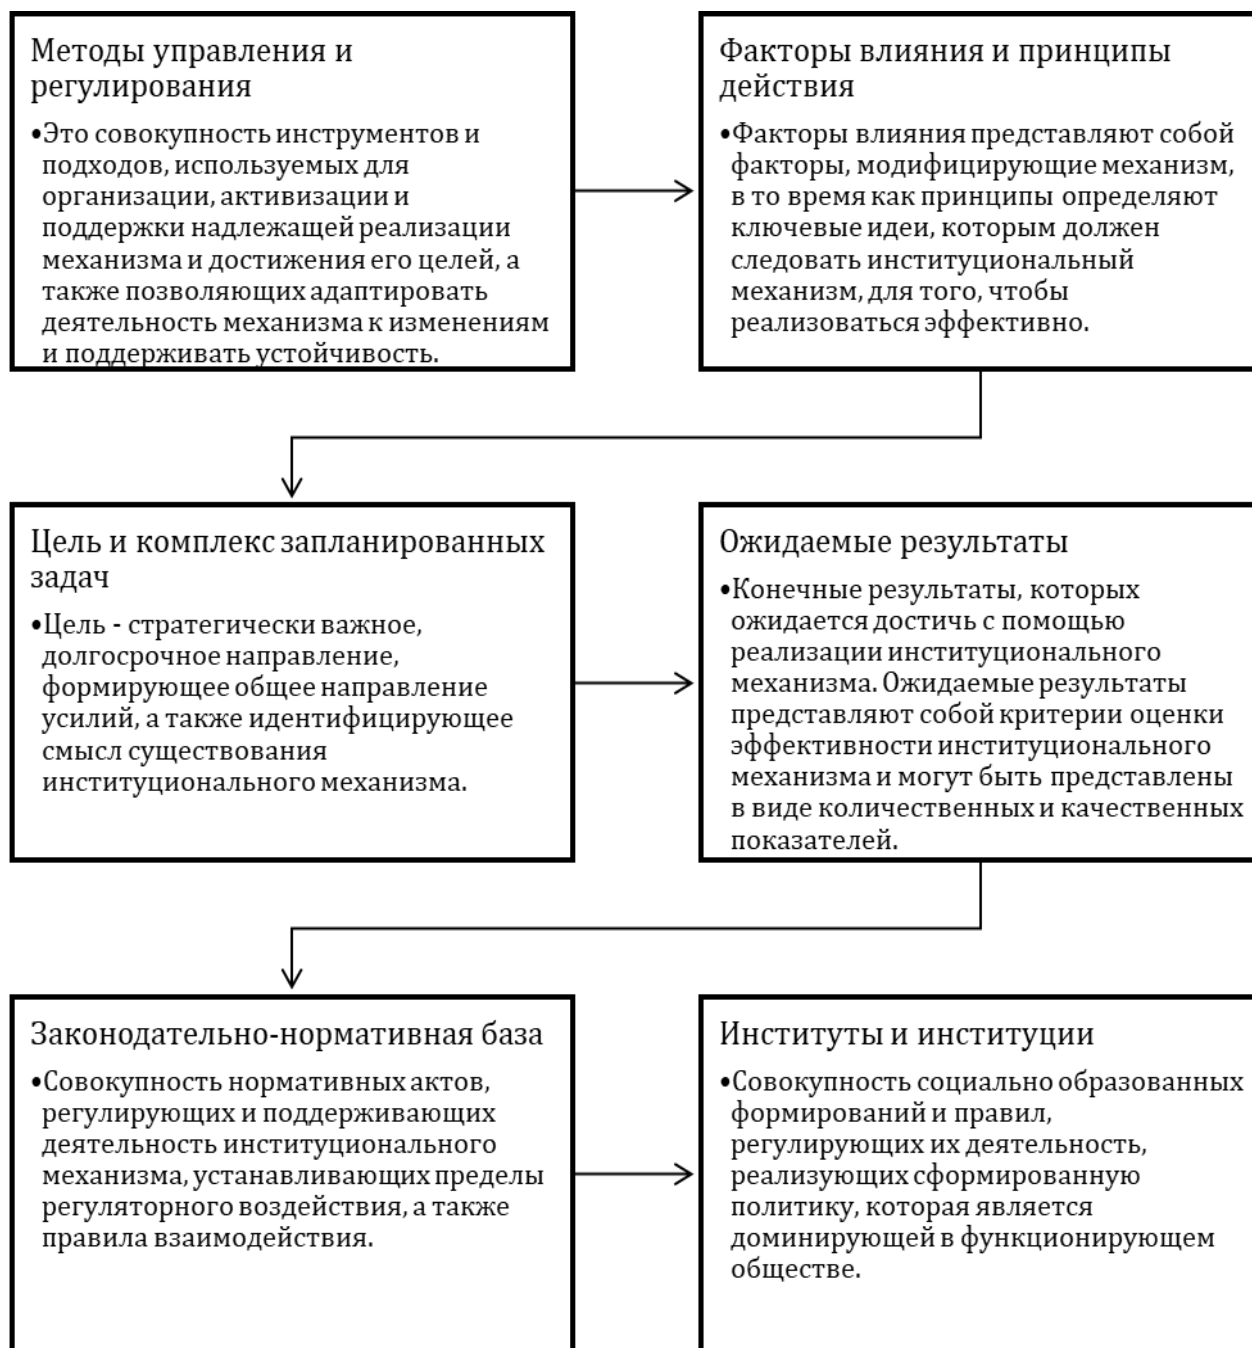 Методы управления и
регулирования
•Это совокупность инструментов и
подходов, используемых для
организации, активизации и
поддержки надлежащей реализации
механизма и достижения его целей, а
также позволяющих адаптировать
деятельность механизма к изменениям
и поддерживать устойчивость.
Факторы влияния и принципы
действия
•Факторы влияния представляют собой
факторы, модифицирующие механизм,
в то время как принципы определяют
ключевые идеи, которым должен
следовать институциональный
механизм, для того, чтобы
реализоваться эффективно.
Цель и комплекс запланированных
задач
•Цель - стратегически важное,
долгосрочное направление,
формирующее общее направление
усилий, а также идентифицирующее
смысл существования
институционального механизма.
Ожидаемые результаты
•Конечные результаты, которых
ожидается достичь с помощью
реализации институционального
механизма. Ожидаемые результаты
представляют собой критерии оценки
эффективности институционального
механизма и могут быть представлены
в виде количественных и качественных
показателей.
Законодательно-нормативная база
•Совокупность нормативных актов,
регулирующих и поддерживающих
деятельность институционального
механизма, устанавливающих пределы
регуляторного воздействия, а также
правила взаимодействия.
Институты и институции
•Совокупность социально образованных
формирований и правил,
регулирующих их деятельность,
реализующих сформированную
политику, которая является
доминирующей в функционирующем
обществе.